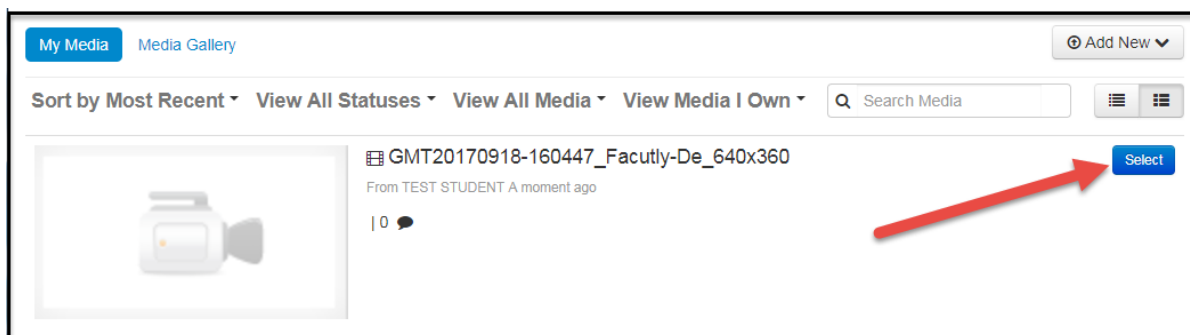 My Media Media Gallery Add New
Sort by Most Recent View All Statuses View All Media View Media I Own Search Media
GMT20170918-160447_Facutly-De_640x360 Select
From TEST STUDENT A moment ago
| 0